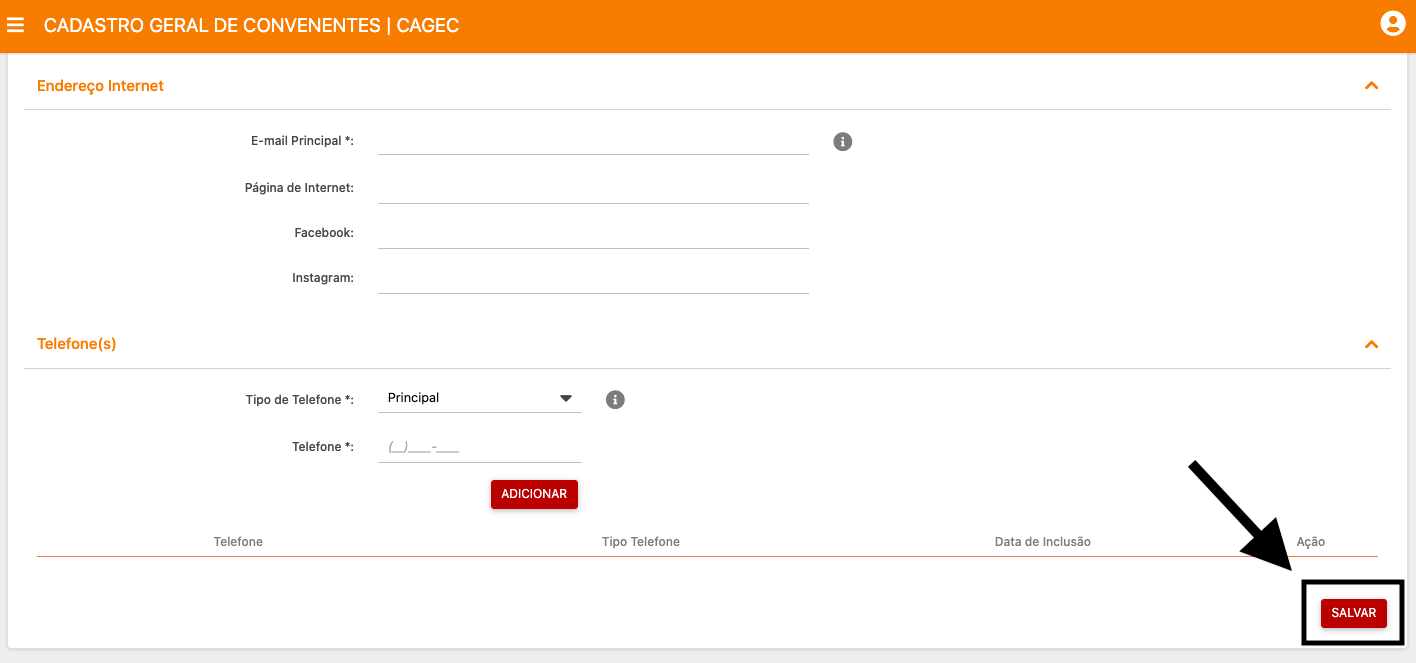 CADASTRO GERAL DE CONVENENTES | CAGEC
Endereço Internet
E-mail Principal *:
Página de Internet:
Facebook:
Instagram:
Telefone(s)
Tipo de Telefone *: Principal
Telefone *: (__)____-____
ADICIONAR
Telefone Tipo Telefone Data de Inclusão Ação
SALVAR